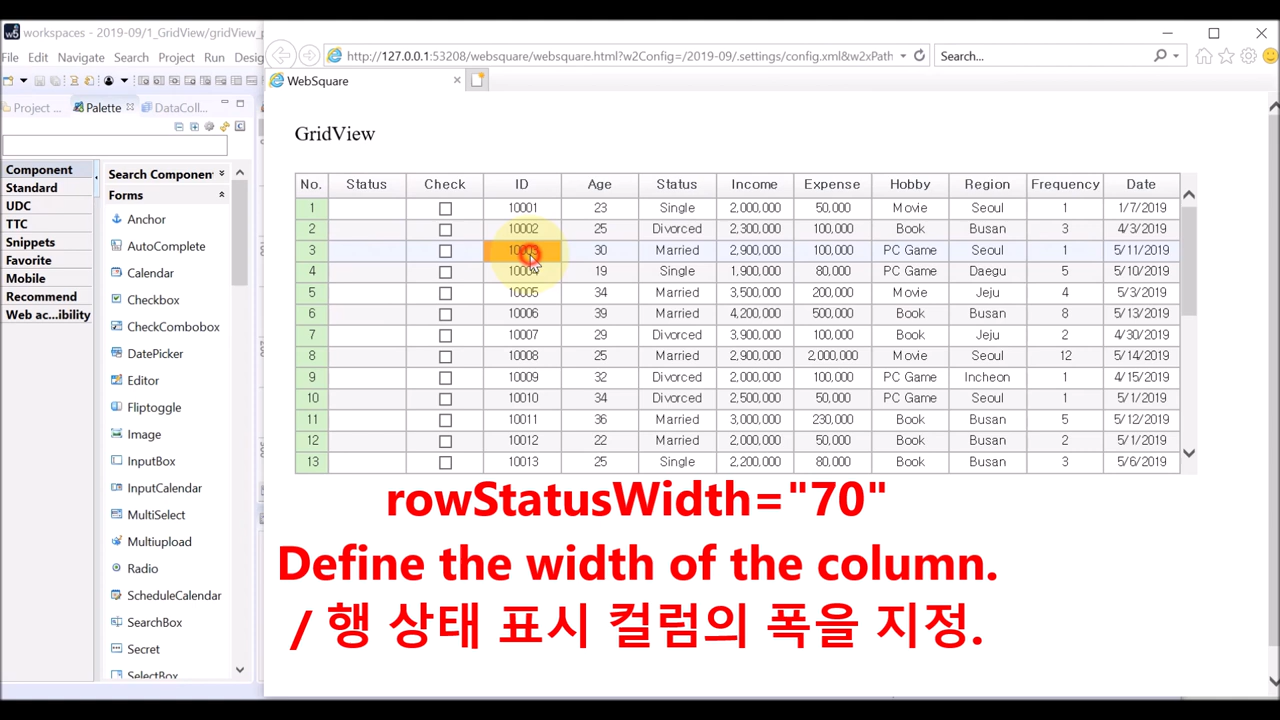 workspaces - 2019-09/1_GridView/gridView_p
File Edit Navigate Search Project Run Desig
http://127.0.0.1:53208/websquare/websquare.html?w2Config=/2019-09/.settings/config.xml&w2xPath
Search...
WebSquare
Project ... Palette DataColl...
Component
Standard
UDC
TTC
Snippets
Favorite
Mobile
Recommend
Web ac...ibility
Search Componen
Forms
Anchor
AutoComplete
Calendar
Checkbox
CheckCombobox
DatePicker
Editor
Fliptoggle
Image
InputBox
InputCalendar
MultiSelect
Multiupload
Radio
ScheduleCalendar
SearchBox
Secret
SelectBox
GridView
No. Status Check ID Age Status Income Expense Hobby Region Frequency Date
1 10001 23 Single 2,000,000 50,000 Movie Seoul 1 1/7/2019
2 10002 25 Divorced 2,300,000 100,000 Book Busan 3 4/3/2019
3 10003 30 Married 2,900,000 100,000 PC Game Seoul 1 5/11/2019
4 10004 19 Single 1,900,000 80,000 PC Game Daegu 5 5/10/2019
5 10005 34 Married 3,500,000 200,000 Movie Jeju 4 5/3/2019
6 10006 39 Married 4,200,000 500,000 Book Busan 8 5/13/2019
7 10007 29 Divorced 3,900,000 100,000 Book Jeju 2 4/30/2019
8 10008 25 Married 2,900,000 2,000,000 Movie Seoul 12 5/14/2019
9 10009 32 Divorced 2,000,000 100,000 PC Game Incheon 1 4/15/2019
10 10010 34 Divorced 2,500,000 50,000 PC Game Seoul 1 5/1/2019
11 10011 36 Married 3,000,000 230,000 Book Busan 5 5/12/2019
12 10012 22 Married 2,000,000 50,000 Book Busan 2 5/1/2019
13 10013 25 Single 2,200,000 80,000 Book Busan 3 5/6/2019
rowStatusWidth="70"
Define the width of the column.
/ 행 상태 표시 컬럼의 폭을 지정.